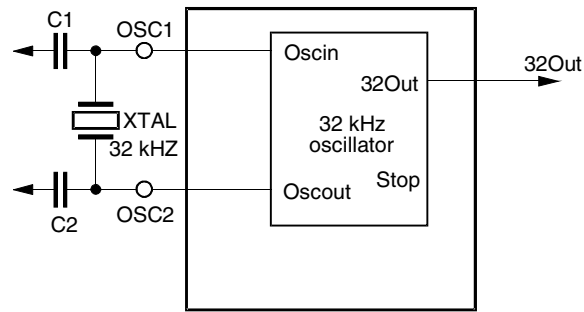 C1
OSC1
Oscin
32Out
32Out
XTAL
32 kHZ
32 kHz
oscillator
Stop
Oscout
OSC2
C2